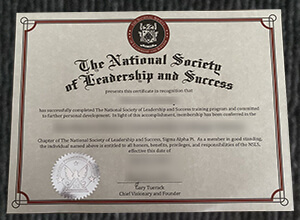 The National Society
of Leadership and Success
presents this certificate in recognition that
has successfully completed The National Society of Leadership and Success training program and committed
to further personal development. In light of this accomplishment, membership has been conferred in the
Chapter of The National Society of Leadership and Success, Sigma Alpha Pi. As a member in good standing,
the individual named above is entitled to all honors, benefits, privileges, and responsibilities of the NSLS,
effective this date of
Gary Tuerack
Chief Visionary and Founder